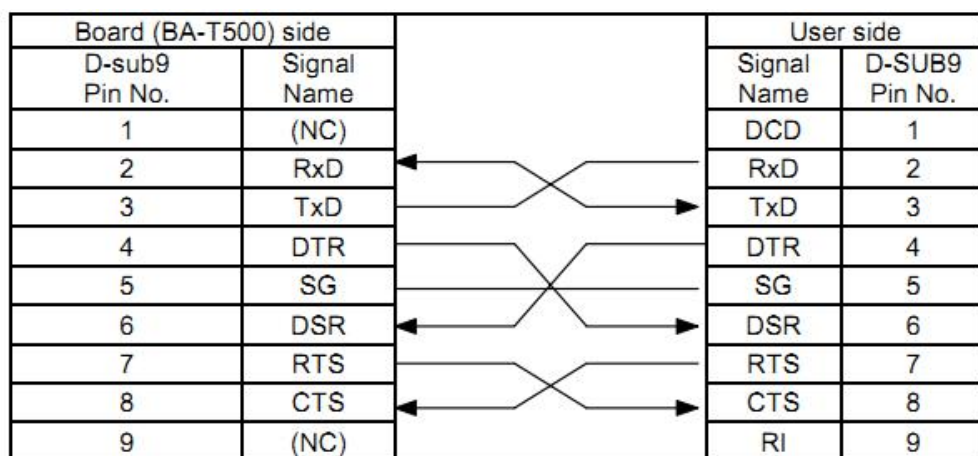 Board (BA-T500) side User side
D-sub9 Signal Signal D-SUB9
Pin No. Name Name Pin No.
1 (NC) DCD 1
2 RxD RxD 2
3 TxD TxD 3
4 DTR DTR 4
5 SG SG 5
6 DSR DSR 6
7 RTS RTS 7
8 CTS CTS 8
9 (NC) RI 9